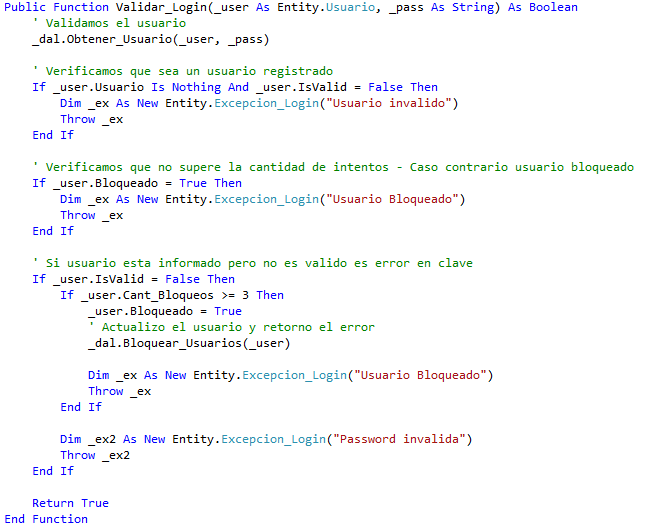 Public Function Validar_Login(_user As Entity.Usuario, _pass As String) As Boolean
    ' Validamos el usuario
    _dal.Obtener_Usuario(_user, _pass)

    ' Verificamos que sea un usuario registrado
    If _user.Usuario Is Nothing And _user.IsValid = False Then
        Dim _ex As New Entity.Excepcion_Login("Usuario invalido")
        Throw _ex
    End If

    ' Verificamos que no supere la cantidad de intentos - Caso contrario usuario bloqueado
    If _user.Bloqueado = True Then
        Dim _ex As New Entity.Excepcion_Login("Usuario Bloqueado")
        Throw _ex
    End If

    ' Si usuario esta informado pero no es valido es error en clave
    If _user.IsValid = False Then
        If _user.Cant_Bloqueos >= 3 Then
            _user.Bloqueado = True
            ' Actualizo el usuario y retorno el error
            _dal.Bloquear_Usuarios(_user)

            Dim _ex As New Entity.Excepcion_Login("Usuario Bloqueado")
            Throw _ex
        End If

        Dim _ex2 As New Entity.Excepcion_Login("Password invalida")
        Throw _ex2
    End If

    Return True
End Function